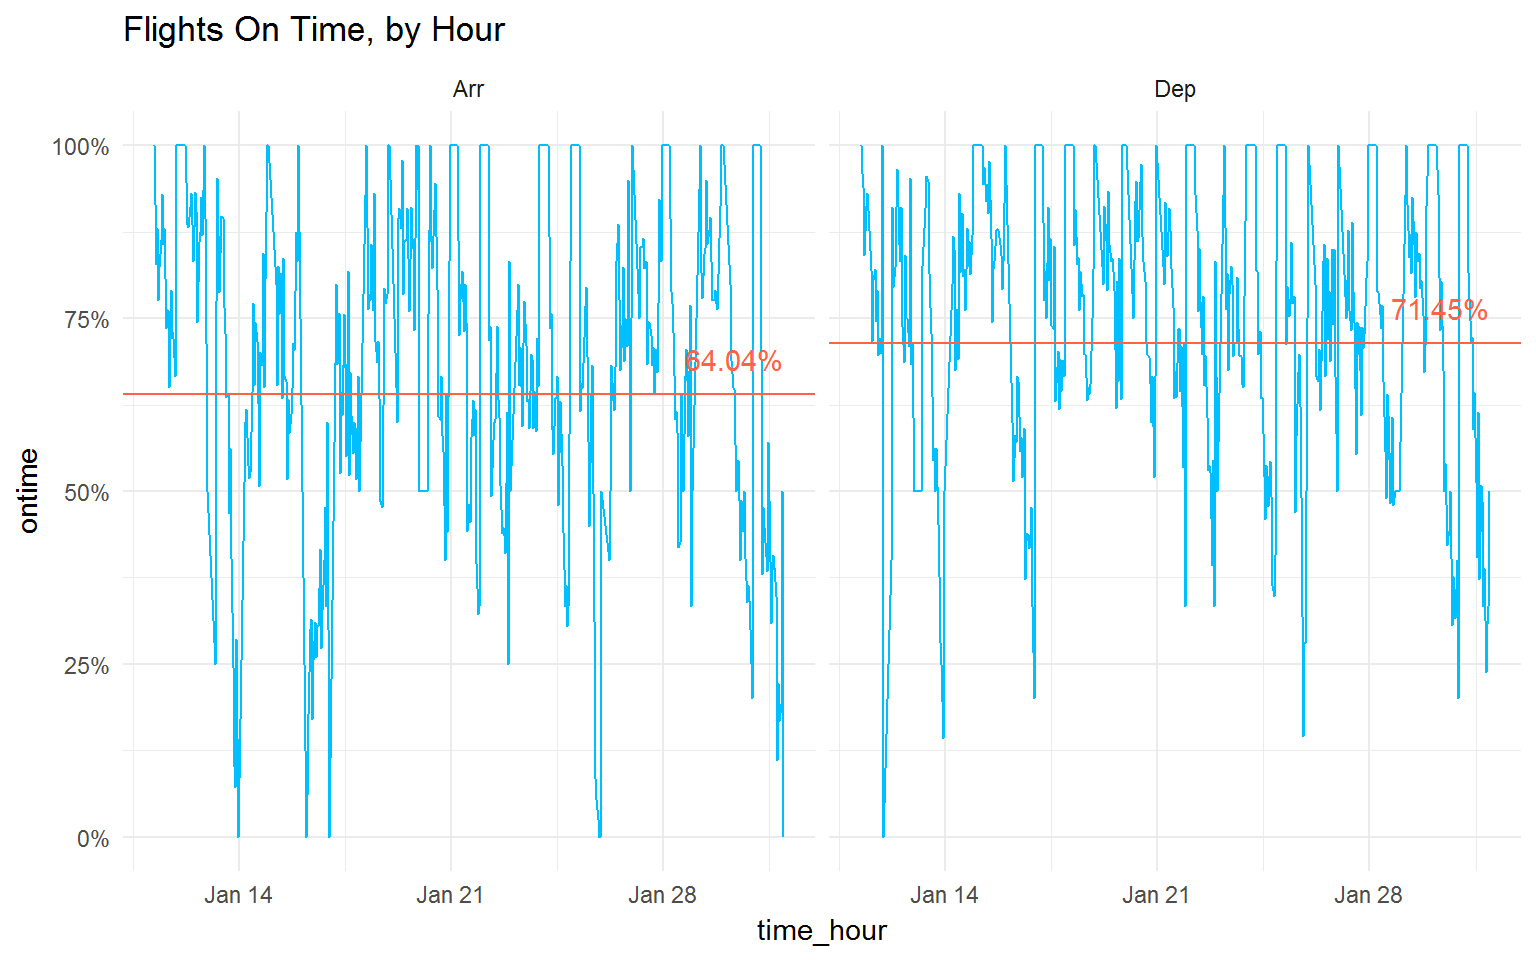 Flights On Time, by Hour
Arr
Dep
100%
75%
50%
25%
0%
ontime
64.04%
71.45%
Jan 14
Jan 21
Jan 28
Jan 14
Jan 21
Jan 28
time_hour